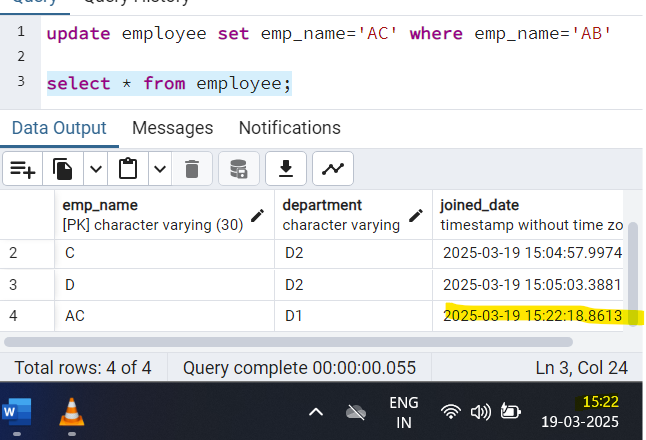 Query Query History
1 update employee set emp_name='AC' where emp_name='AB'
2
3 select * from employee;
Data Output Messages Notifications
emp_name department joined_date
[PK] character varying (30) character varying timestamp without time zo
2 C D2 2025-03-19 15:04:57.9974
3 D D2 2025-03-19 15:05:03.3881
4 AC D1 2025-03-19 15:22:18.8613
Total rows: 4 of 4 Query complete 00:00:00.055 Ln 3, Col 24
W ENG 15:22
IN 19-03-2025